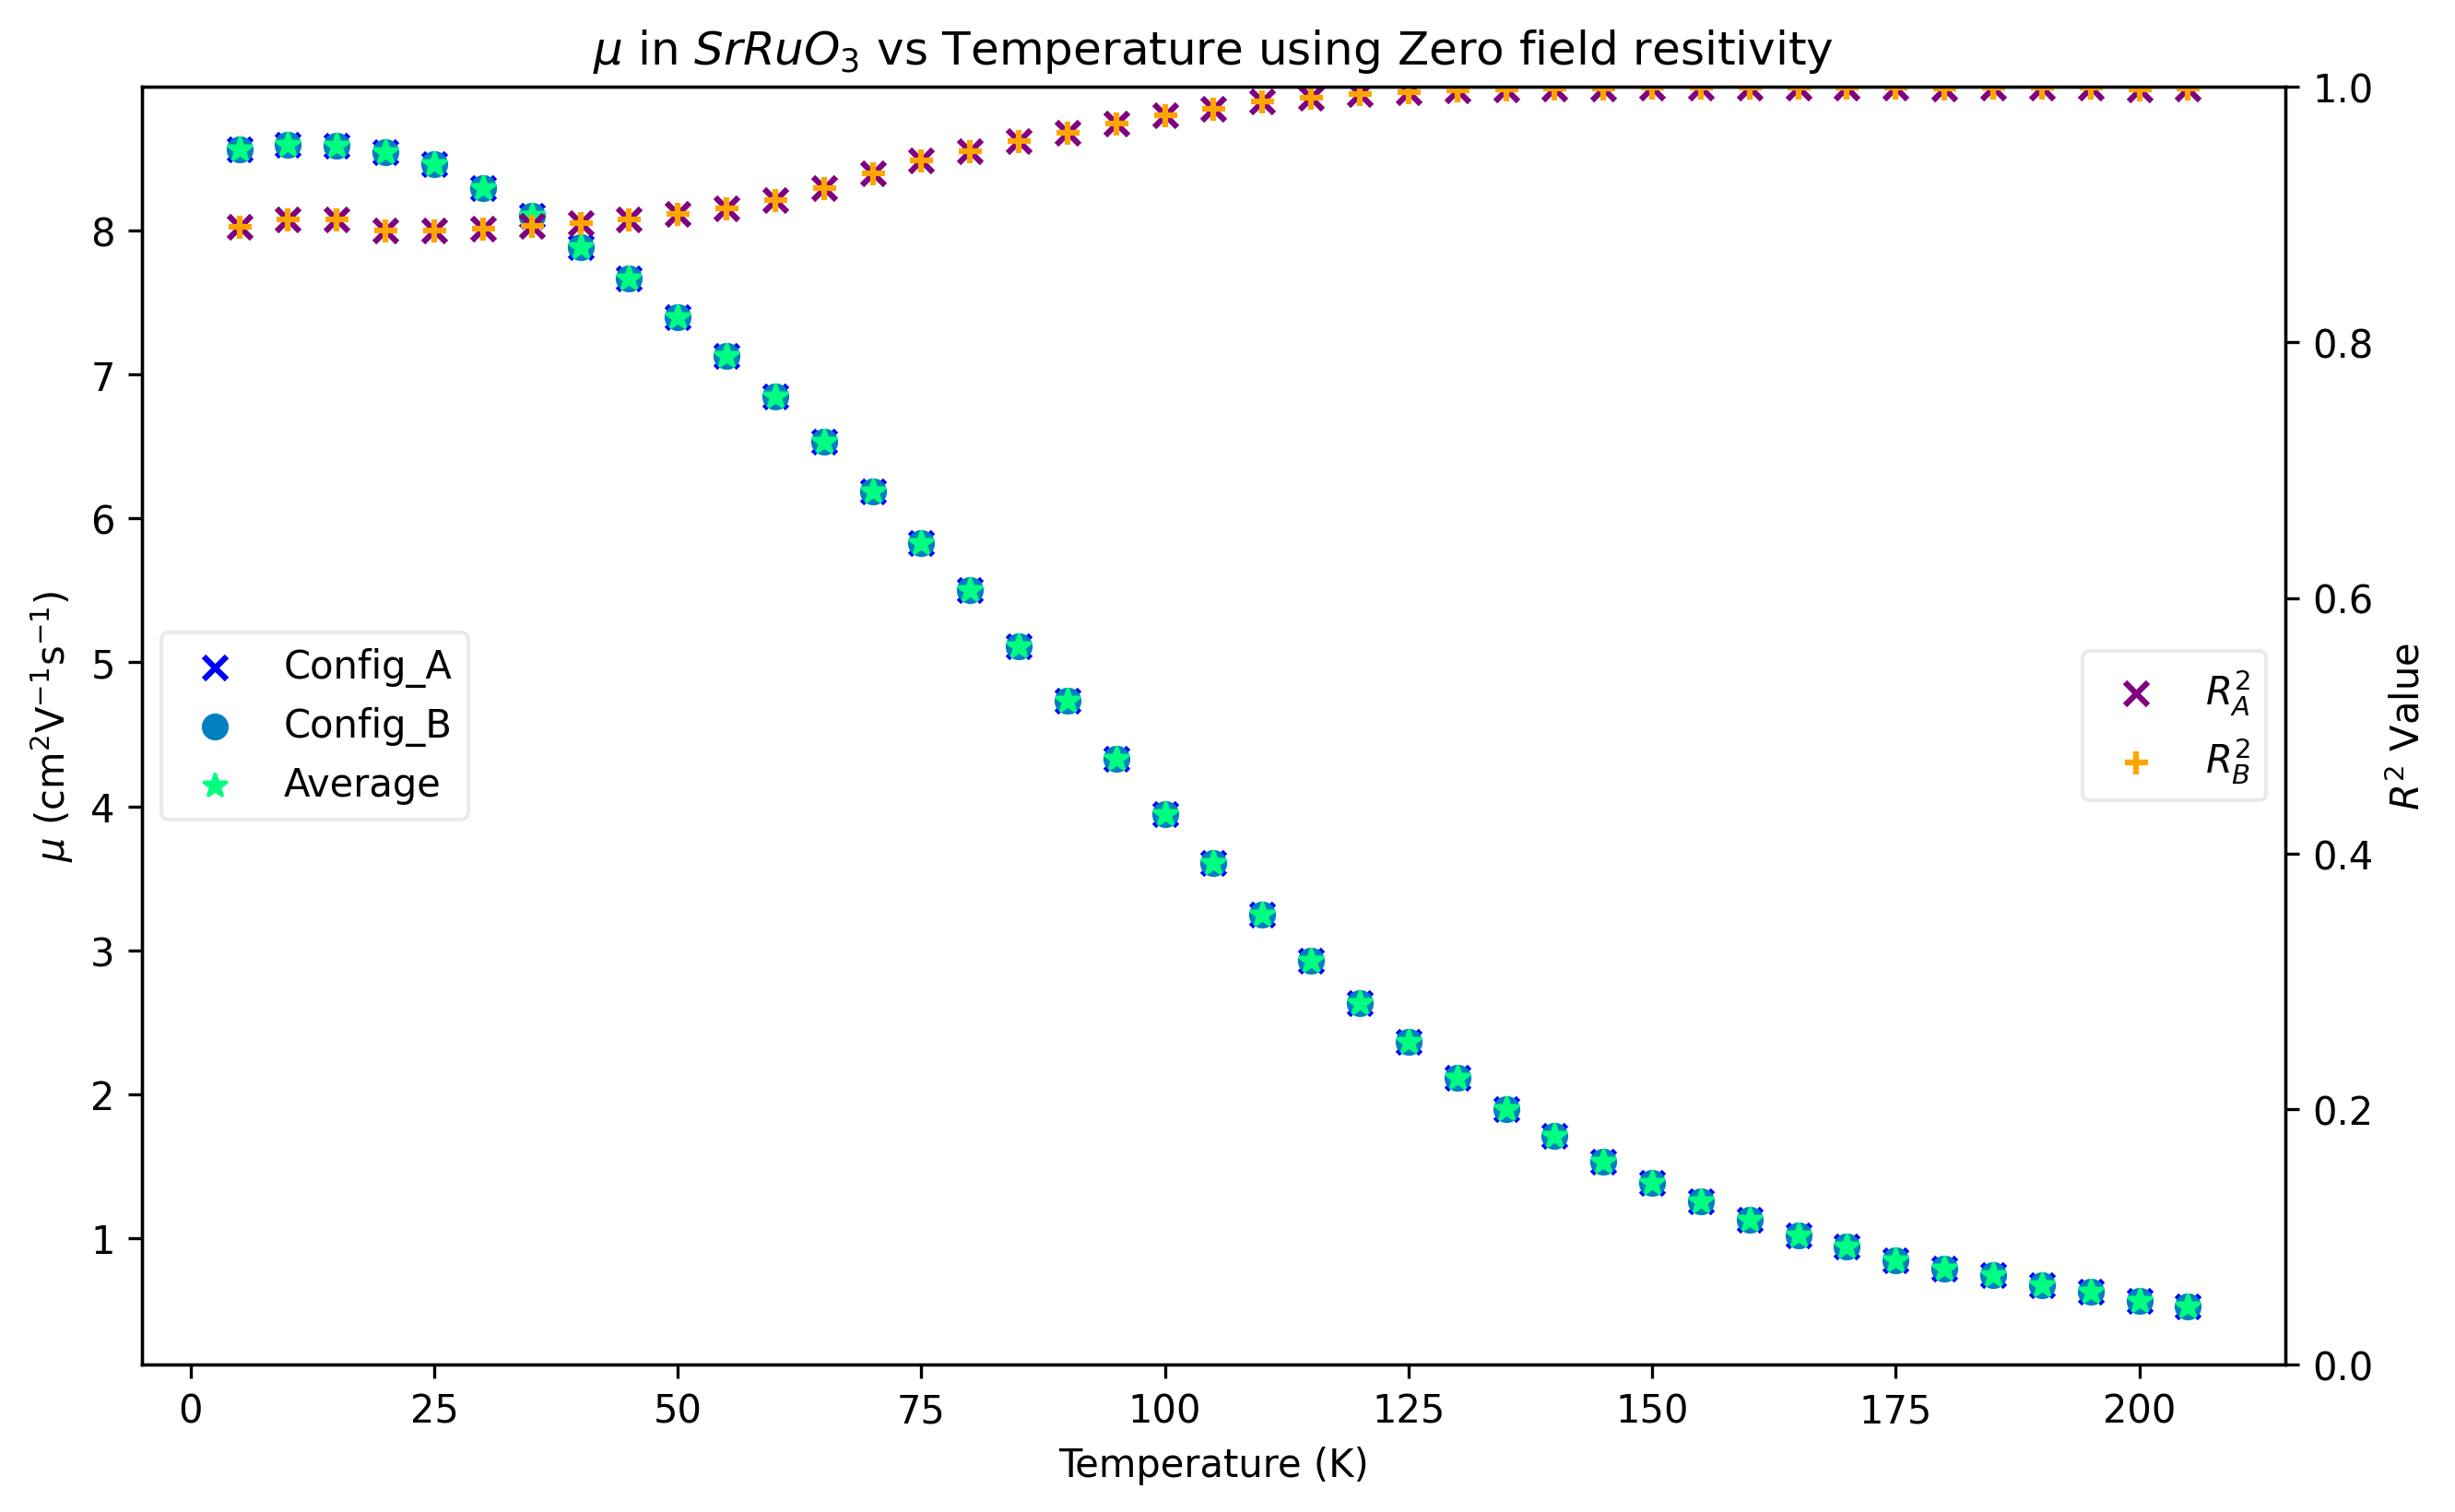 μ in SrRuO₃ vs Temperature using Zero field resitivity
μ (cm²V⁻¹s⁻¹)
8
7
6
5
4
3
2
1
Config_A
Config_B
Average
R²_A
R²_B
1.0
0.8
0.6
0.4
0.2
0.0
R² Value
0 25 50 75 100 125 150 175 200
Temperature (K)